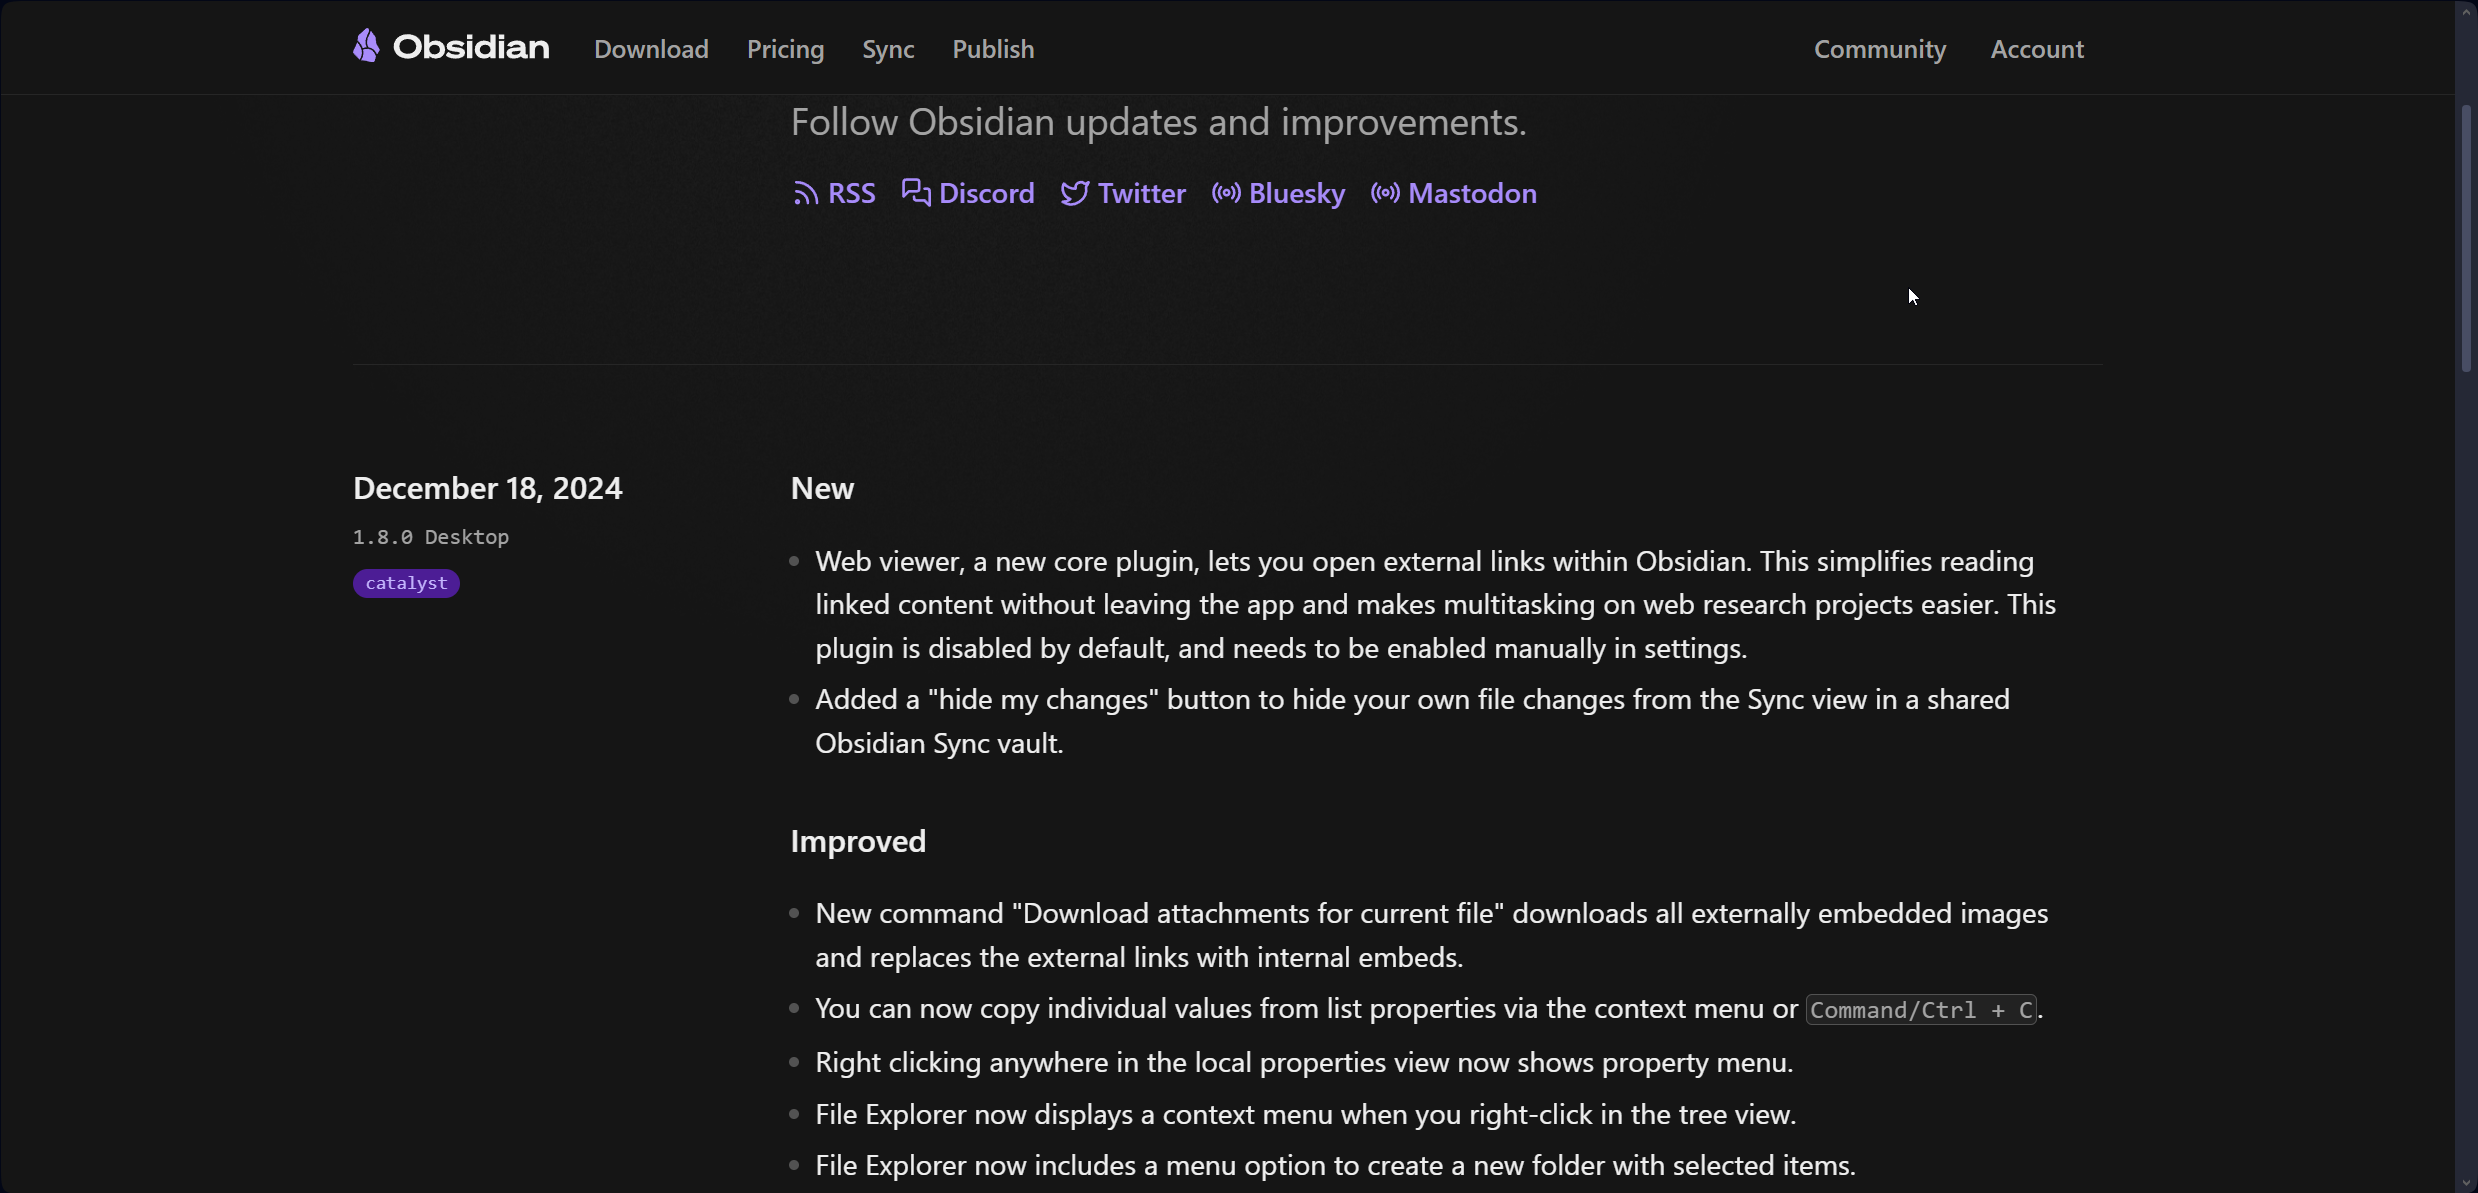 Obsidian Download Pricing Sync Publish Community Account
Follow Obsidian updates and improvements.
RSS Discord Twitter Bluesky Mastodon
December 18, 2024
1.8.0 Desktop
catalyst
New
Web viewer, a new core plugin, lets you open external links within Obsidian. This simplifies reading
linked content without leaving the app and makes multitasking on web research projects easier. This
plugin is disabled by default, and needs to be enabled manually in settings.
Added a "hide my changes" button to hide your own file changes from the Sync view in a shared
Obsidian Sync vault.
Improved
New command "Download attachments for current file" downloads all externally embedded images
and replaces the external links with internal embeds.
You can now copy individual values from list properties via the context menu or Command/Ctrl + C.
Right clicking anywhere in the local properties view now shows property menu.
File Explorer now displays a context menu when you right-click in the tree view.
File Explorer now includes a menu option to create a new folder with selected items.